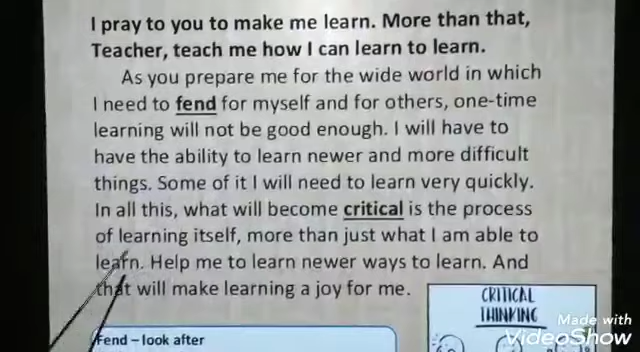 I pray to you to make me learn. More than that,
Teacher, teach me how I can learn to learn.
As you prepare me for the wide world in which
I need to fend for myself and for others, one-time
learning will not be good enough. I will have to
have the ability to learn newer and more difficult
things. Some of it I will need to learn very quickly.
In all this, what will become critical is the process
of learning itself, more than just what I am able to
learn. Help me to learn newer ways to learn. And
that will make learning a joy for me.
CRITICAL
THINKING
Fend – look after
Made with
VideoShow